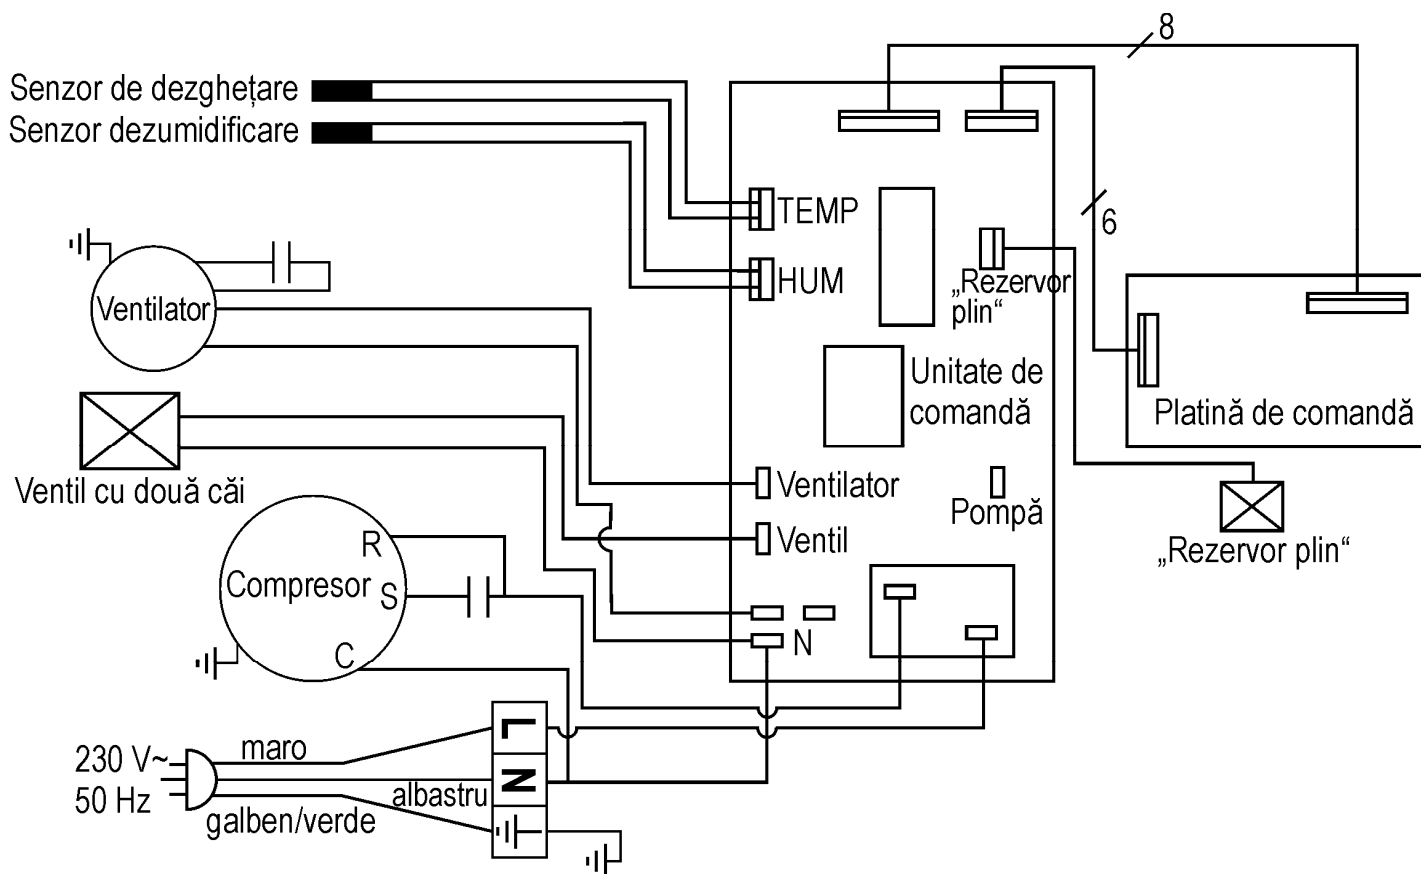 8
Senzor de dezghețare
Senzor dezumidificare
TEMP
6
HUM
„Rezervor
plin“
Ventilator
Unitate de
comandă
Platină de comandă
Ventil cu două căi
Ventilator
Pompă
Ventil
„Rezervor plin“
R
Compresor
S
C
N
L
230 V~
maro
N
50 Hz
albastru
galben/verde